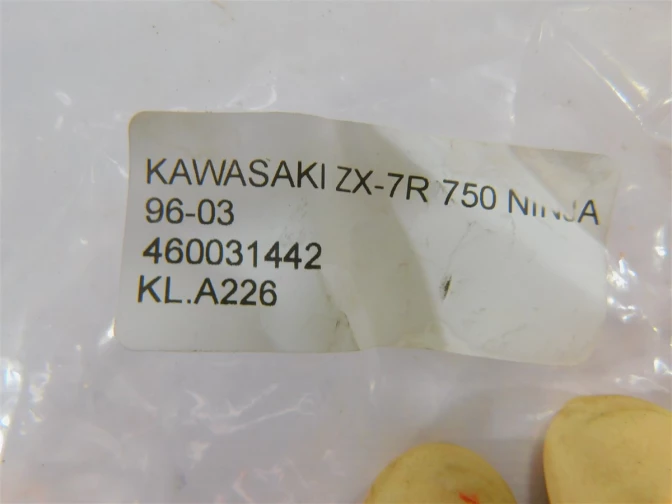 KAWASAKI ZX-7R 750 NINJA
96-03
460031442
KL.A226